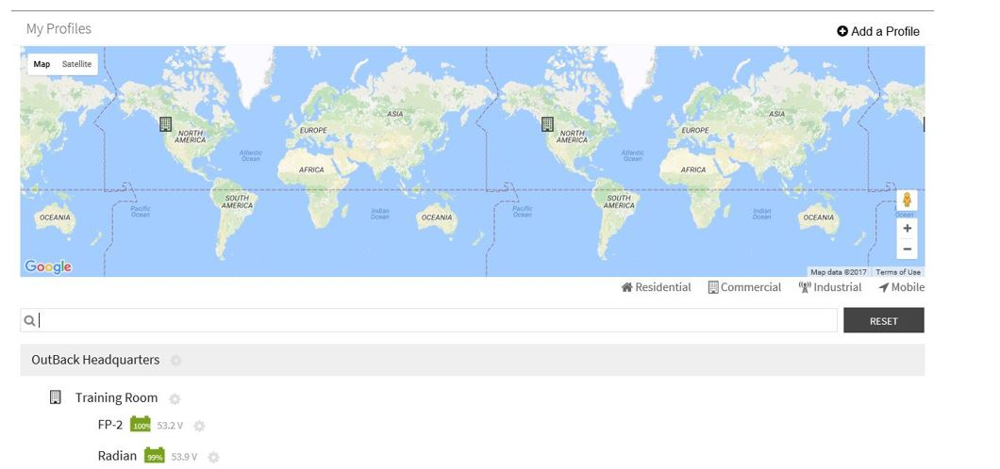 My Profiles
Add a Profile
Map Satellite
NORTH AMERICA
EUROPE
ASIA
Atlantic Ocean
AFRICA
SOUTH AMERICA
Pacific Ocean
Indian Ocean
OCEANIA
OCEANIA
NORTH AMERICA
EUROPE
ASIA
Atlantic Ocean
AFRICA
SOUTH AMERICA
Pacific Ocean
Indian Ocean
OCEANIA
Ocean
Google
Map data ©2017 Terms of Use
Residential Commercial Industrial Mobile
RESET
OutBack Headquarters
Training Room
FP-2 100% 53.2 V
Radian 99% 53.9 V